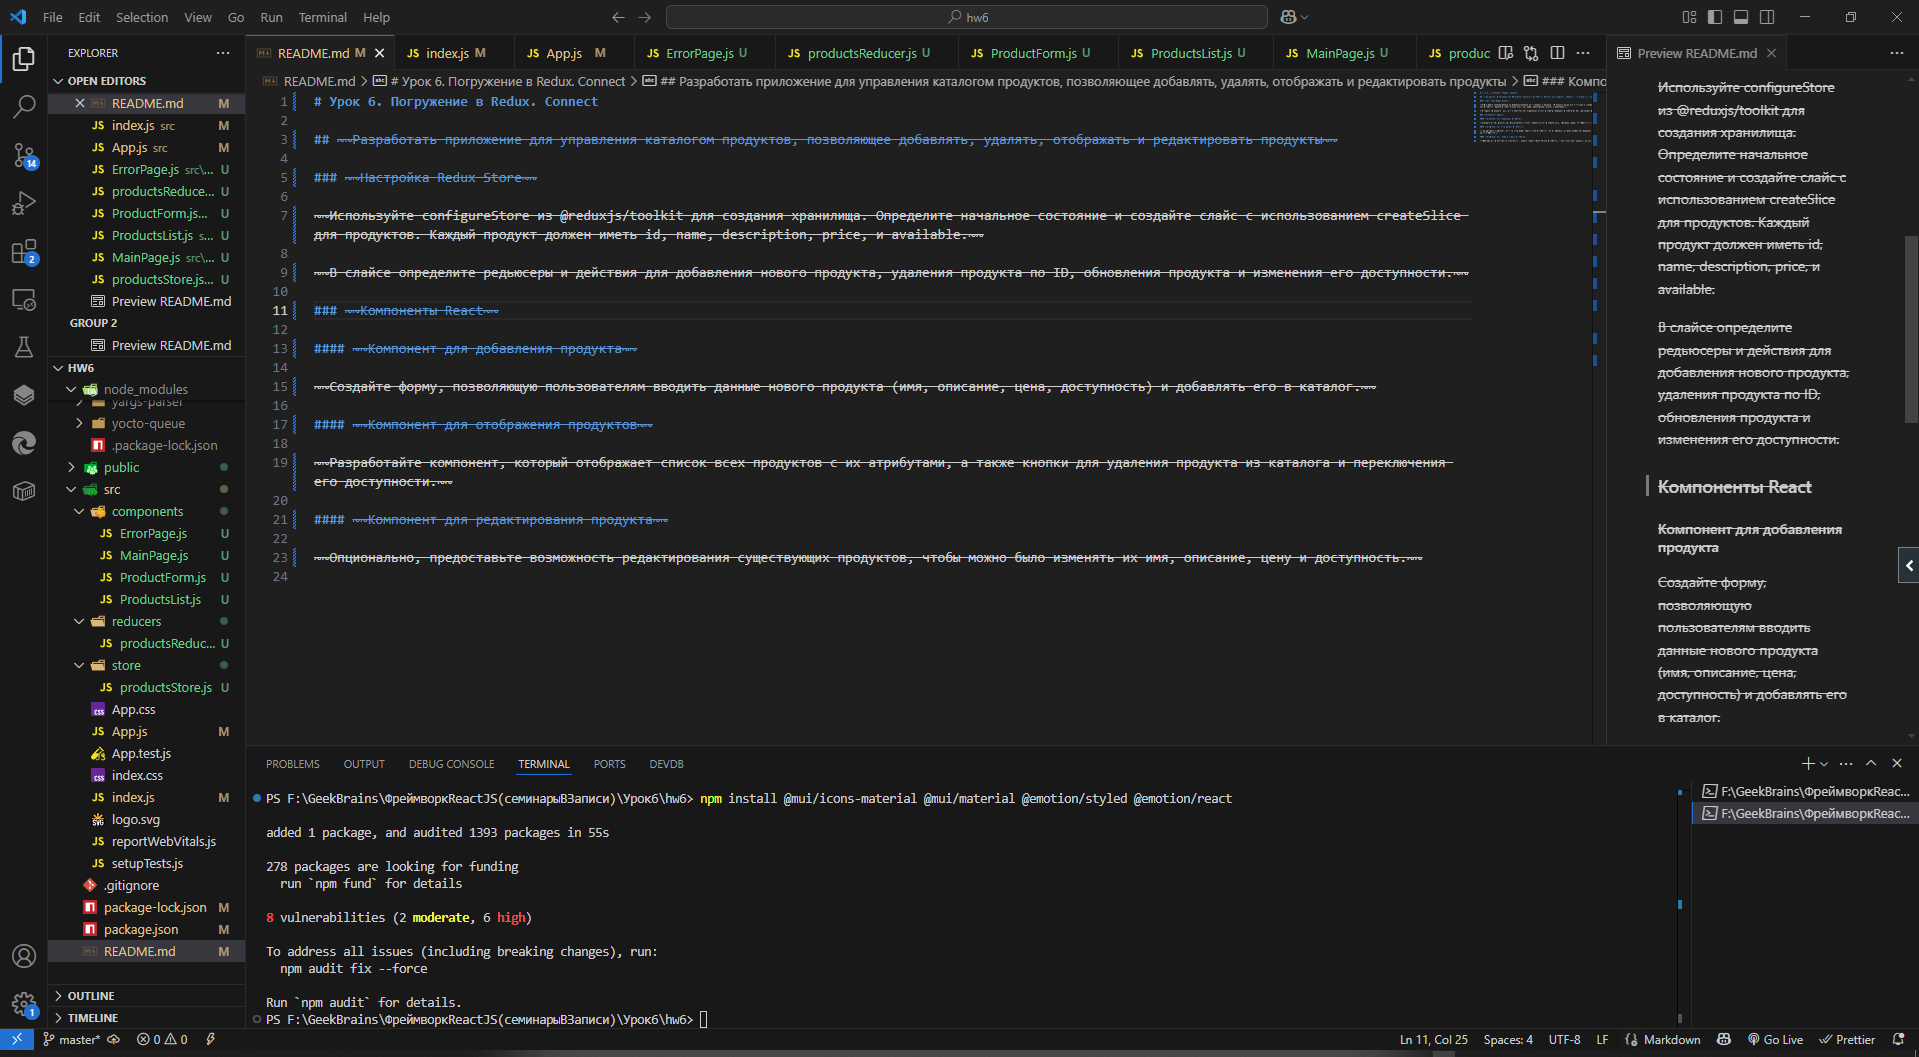 File Edit Selection View Go Run Terminal Help
hw6
EXPLORER
OPEN EDITORS
README.md M
index.js src M
App.js src M
ErrorPage.js src\... U
productsReduce... U
ProductForm.js... U
ProductsList.js s... U
MainPage.js src\... U
productsStore.js... U
Preview README.md
GROUP 2
Preview README.md
HW6
node_modules
yargs-parser
yocto-queue
.package-lock.json
public
src
components
ErrorPage.js U
MainPage.js U
ProductForm.js U
ProductsList.js U
reducers
productsReduc... U
store
productsStore.js U
App.css
App.js M
App.test.js
index.css
index.js M
logo.svg
reportWebVitals.js
setupTests.js
.gitignore
package-lock.json M
package.json M
README.md M
OUTLINE
TIMELINE
14
2
1
README.md M index.js M App.js M ErrorPage.js U productsReducer.js U ProductForm.js U ProductsList.js U MainPage.js U produc
README.md > # Урок 6. Погружение в Redux. Connect > ## Разработать приложение для управления каталогом продуктов, позволяющее добавлять, удалять, отображать и редактировать продукты > ### Компо
1 # Урок 6. Погружение в Redux. Connect
2
3 ## ~~Разработать приложение для управления каталогом продуктов, позволяющее добавлять, удалять, отображать и редактировать продукты~~
4
5 ### ~~Настройка Redux Store~~
6
7 ~~Используйте configureStore из @reduxjs/toolkit для создания хранилища. Определите начальное состояние и создайте слайс с использованием createSlice
для продуктов. Каждый продукт должен иметь id, name, description, price, и available.~~
8
9 ~~В слайсе определите редьюсеры и действия для добавления нового продукта, удаления продукта по ID, обновления продукта и изменения его доступности.~~
10
11 ### ~~Компоненты React~~
12
13 #### ~~Компонент для добавления продукта~~
14
15 ~~Создайте форму, позволяющую пользователям вводить данные нового продукта (имя, описание, цена, доступность) и добавлять его в каталог.~~
16
17 #### ~~Компонент для отображения продуктов~~
18
19 ~~Разработайте компонент, который отображает список всех продуктов с их атрибутами, а также кнопки для удаления продукта из каталога и переключения
его доступности.~~
20
21 #### ~~Компонент для редактирования продукта~~
22
23 ~~Опционально, предоставьте возможность редактирования существующих продуктов, чтобы можно было изменять их имя, описание, цену и доступность.~~
24
Preview README.md
Используйте configureStore
из @reduxjs/toolkit для
создания хранилища.
Определите начальное
состояние и создайте слайс с
использованием createSlice
для продуктов. Каждый
продукт должен иметь id,
name, description, price, и
available.
В слайсе определите
редьюсеры и действия для
добавления нового продукта,
удаления продукта по ID,
обновления продукта и
изменения его доступности.
Компоненты React
Компонент для добавления
продукта
Создайте форму,
позволяющую
пользователям вводить
данные нового продукта
(имя, описание, цена,
доступность) и добавлять его
в каталог.
PROBLEMS OUTPUT DEBUG CONSOLE TERMINAL PORTS DEVDB
PS F:\GeekBrains\ФреймворкReactJS(семинарыВЗаписи)\Урок6\hw6> npm install @mui/icons-material @mui/material @emotion/styled @emotion/react
added 1 package, and audited 1393 packages in 55s
278 packages are looking for funding
run `npm fund` for details
8 vulnerabilities (2 moderate, 6 high)
To address all issues (including breaking changes), run:
npm audit fix --force
Run `npm audit` for details.
PS F:\GeekBrains\ФреймворкReactJS(семинарыВЗаписи)\Урок6\hw6>
F:\GeekBrains\ФреймворкReac...
F:\GeekBrains\ФреймворкReac...
master* 0 0
Ln 11, Col 25 Spaces: 4 UTF-8 LF Markdown Go Live Prettier